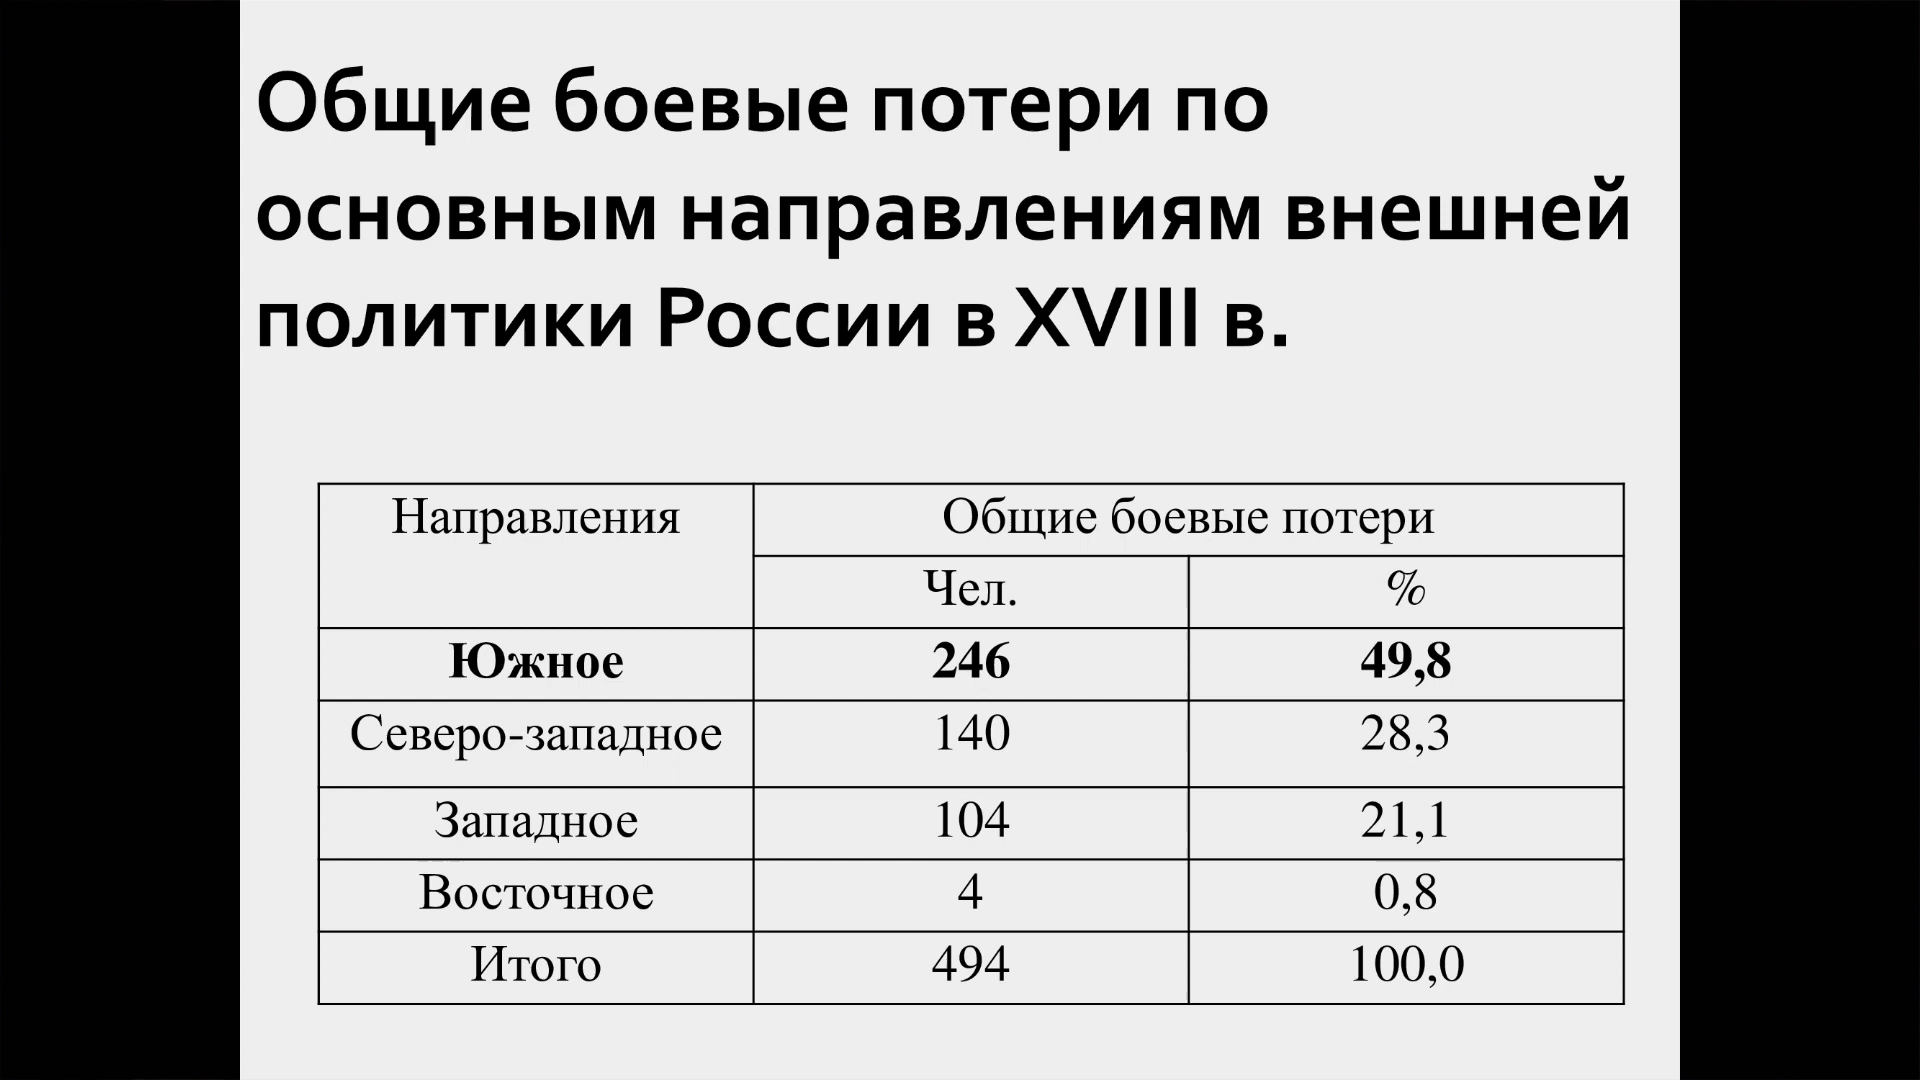 Общие боевые потери по
основным направлениям внешней
политики России в XVIII в.
Направления Общие боевые потери
Чел. %
Южное 246 49,8
Северо-западное 140 28,3
Западное 104 21,1
Восточное 4 0,8
Итого 494 100,0